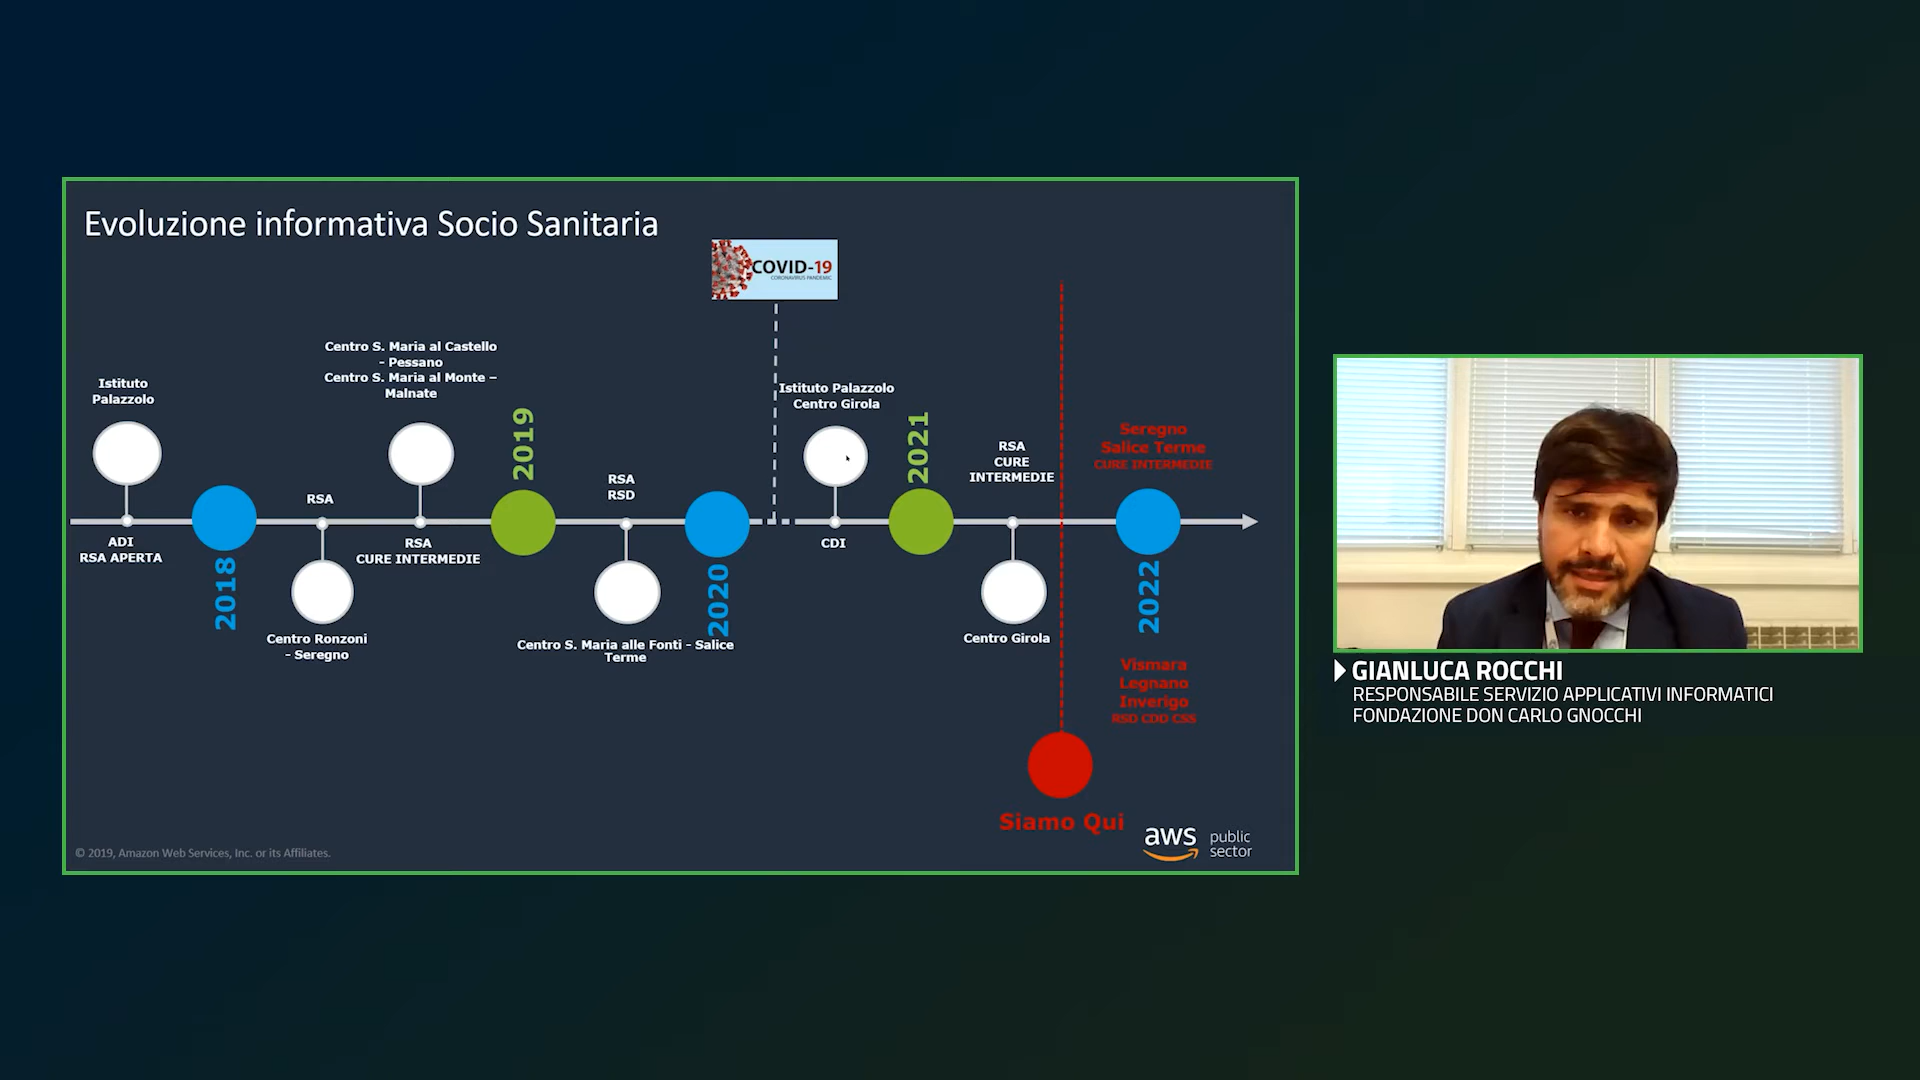 Evoluzione informativa Socio Sanitaria
COVID-19
CORONAVIRUS PANDEMIC
Istituto
Palazzolo
ADI
RSA APERTA
2018
RSA
Centro Ronzoni
- Seregno
Centro S. Maria al Castello
- Pessano
Centro S. Maria al Monte –
Malnate
RSA
CURE INTERMEDIE
2019
RSA
RSD
Centro S. Maria alle Fonti - Salice
Terme
2020
Istituto Palazzolo
Centro Girola
CDI
2021
RSA
CURE
INTERMEDIE
Centro Girola
Seregno
Salice Terme
CURE INTERMEDIE
2022
Vismara
Legnano
Inverigo
RSD CDD CSS
Siamo Qui
© 2019, Amazon Web Services, Inc. or its Affiliates.
aws public
sector
GIANLUCA ROCCHI
RESPONSABILE SERVIZIO APPLICATIVI INFORMATICI
FONDAZIONE DON CARLO GNOCCHI